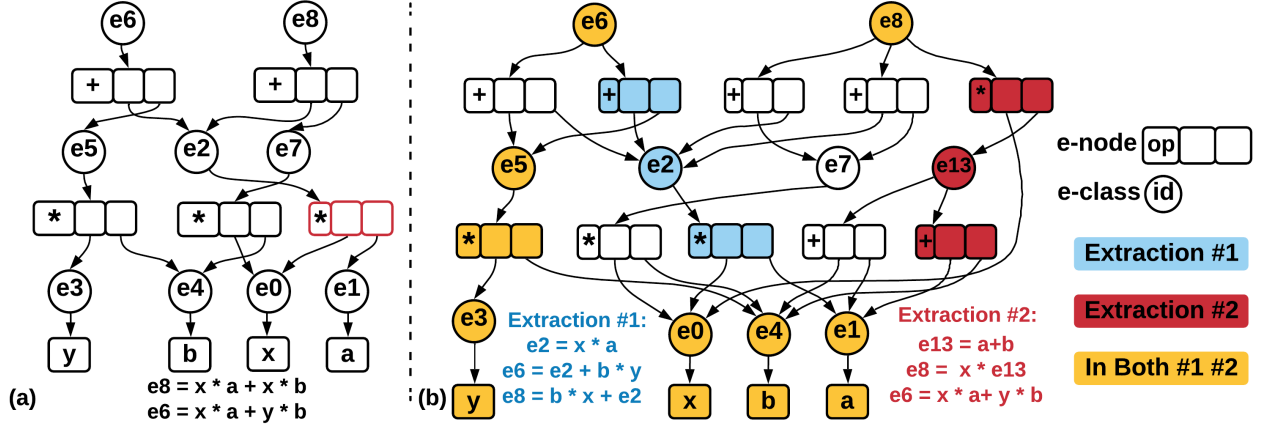 e6 e8
+ +
e5 e2 e7
* * *
e3 e4 e0 e1
y b x a
e8 = x * a + x * b
e6 = x * a + y * b
(a)
e6 e8
+ + + + *
e5 e2 e7 e13
* * * + +
e3 e0 e4 e1
y x b a
Extraction #1:
e2 = x * a
e6 = e2 + b * y
e8 = b * x + e2
Extraction #2:
e13 = a+b
e8 = x * e13
e6 = x * a+ y * b
(b)
e-node op
e-class id
Extraction #1
Extraction #2
In Both #1 #2